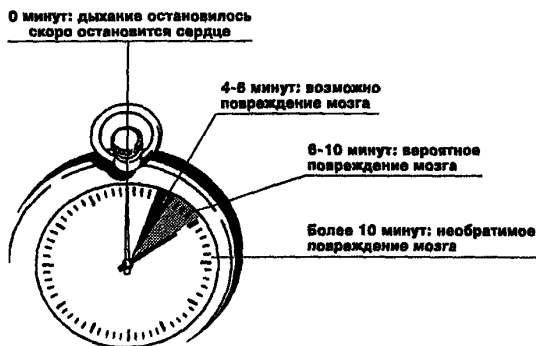 0 минут: дыхание остановилось
скоро остановится сердце
4-6 минут: возможно
повреждение мозга
6-10 минут: вероятное
повреждение мозга
Более 10 минут: необратимое
повреждение мозга